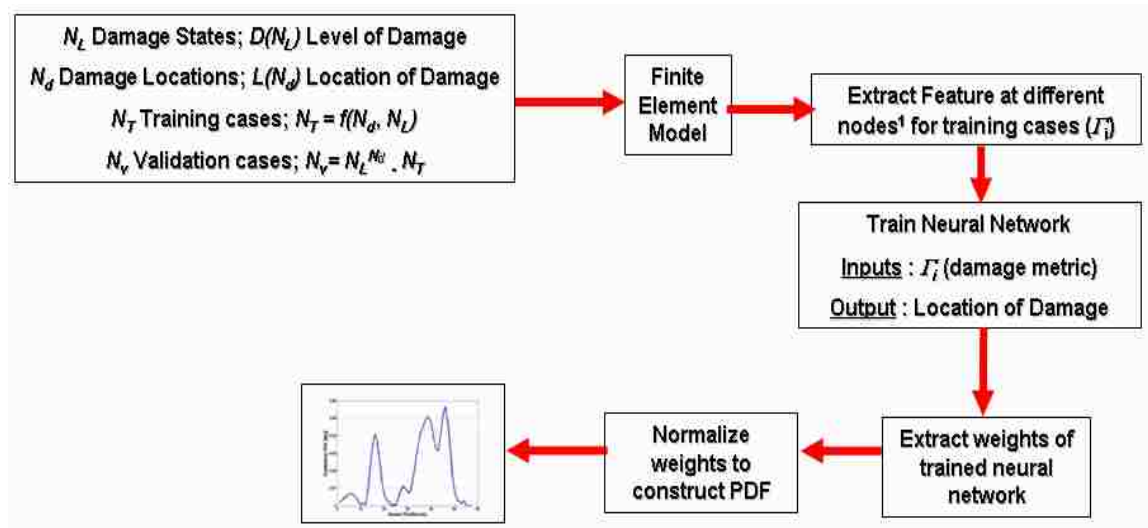 N_L Damage States; D(N_L) Level of Damage
N_d Damage Locations; L(N_d) Location of Damage
N_T Training cases; N_T = f(N_d, N_L)
N_v Validation cases; N_v = N_L^N_d - N_T
Finite
Element
Model
Extract Feature at different
nodes¹ for training cases (Γ_i)
Train Neural Network
Inputs : Γ_i (damage metric)
Output : Location of Damage
Extract weights of
trained neural
network
Normalize
weights to
construct PDF